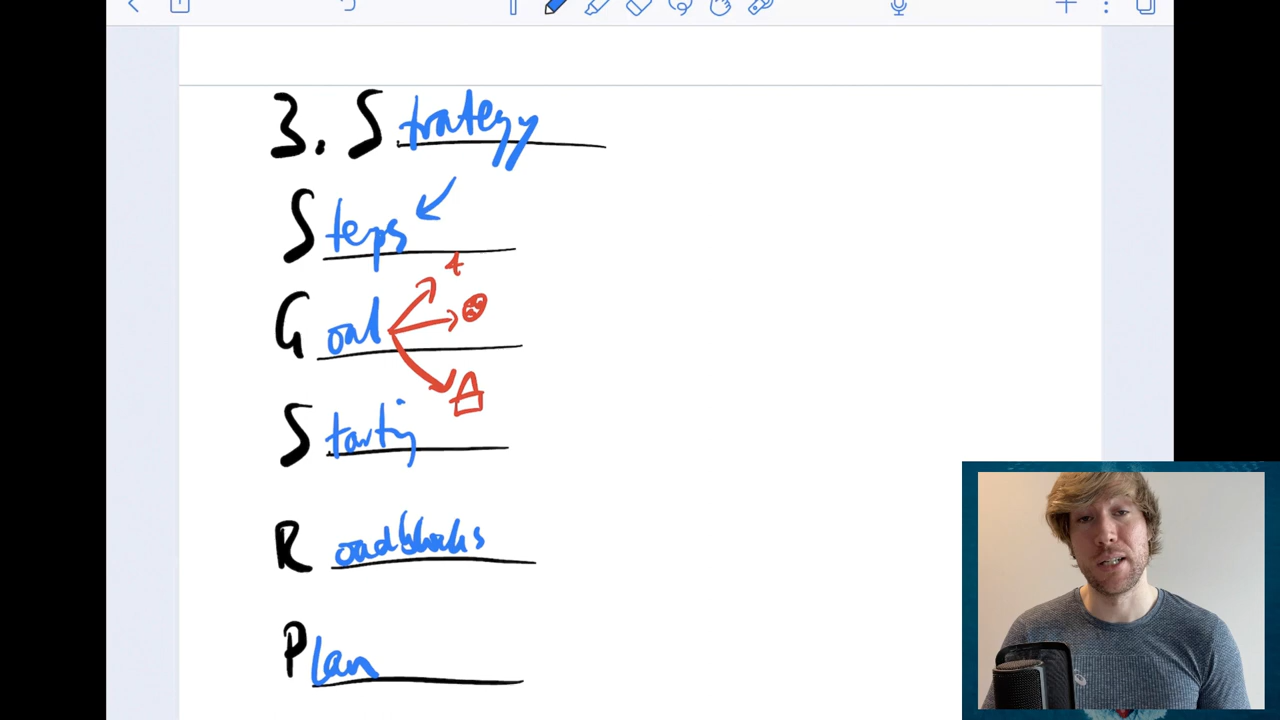 3. Strategy
Steps
Goal
Starting
Roadblocks
Plan